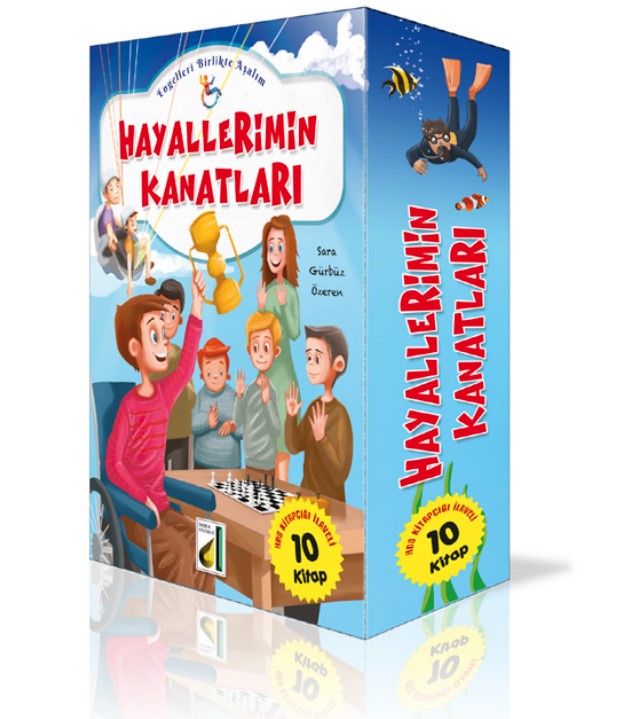 Engelleri Birlikte Aşalım
HAYALLERİMİN
KANATLARI
Sara
Gürbüz
Özeren
10
Kitap
HAYALLERİMİN
KANATLARI
10
Kitap